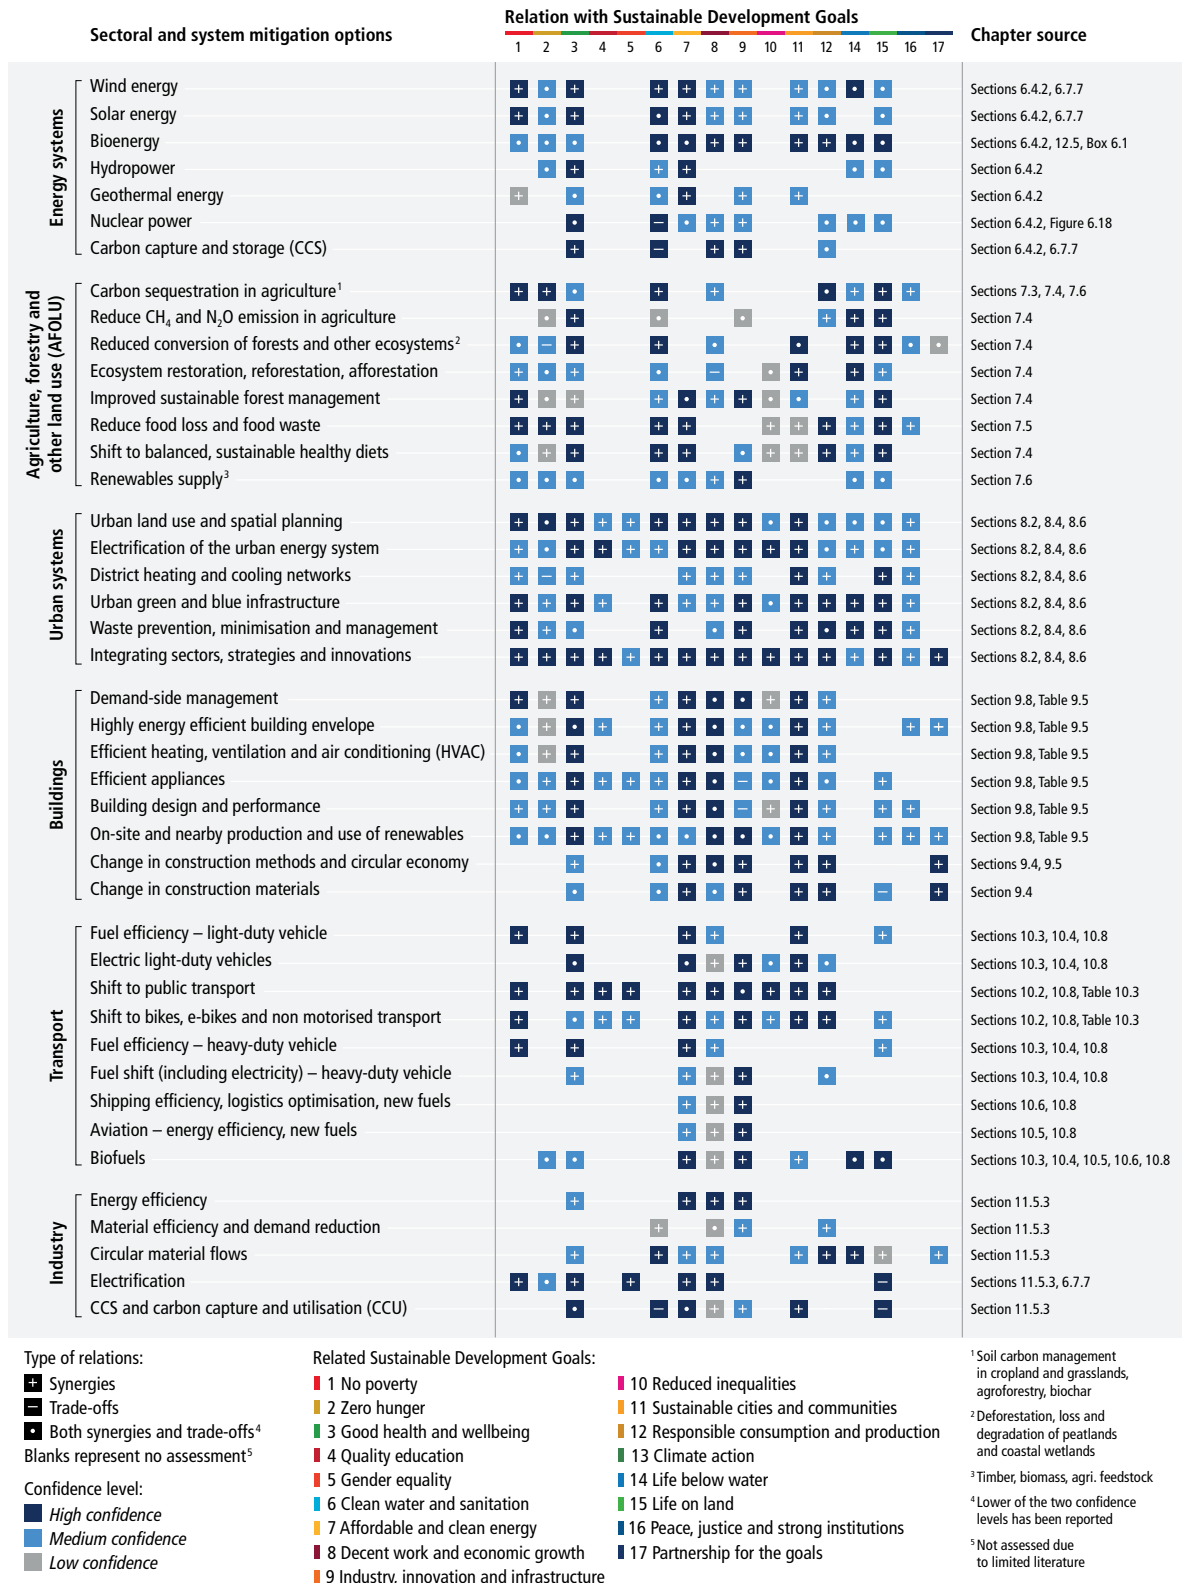 Relation with Sustainable Development Goals
Sectoral and system mitigation options
1 2 3 4 5 6 7 8 9 10 11 12 14 15 16 17
Chapter source
Energy systems
Wind energy
Sections 6.4.2, 6.7.7
Solar energy
Sections 6.4.2, 6.7.7
Bioenergy
Sections 6.4.2, 12.5, Box 6.1
Hydropower
Section 6.4.2
Geothermal energy
Section 6.4.2
Nuclear power
Section 6.4.2, Figure 6.18
Carbon capture and storage (CCS)
Section 6.4.2, 6.7.7
Agriculture, forestry and
other land use (AFOLU)
Carbon sequestration in agriculture¹
Sections 7.3, 7.4, 7.6
Reduce CH₄ and N₂O emission in agriculture
Section 7.4
Reduced conversion of forests and other ecosystems²
Section 7.4
Ecosystem restoration, reforestation, afforestation
Section 7.4
Improved sustainable forest management
Section 7.4
Reduce food loss and food waste
Section 7.5
Shift to balanced, sustainable healthy diets
Section 7.4
Renewables supply³
Section 7.6
Urban systems
Urban land use and spatial planning
Sections 8.2, 8.4, 8.6
Electrification of the urban energy system
Sections 8.2, 8.4, 8.6
District heating and cooling networks
Sections 8.2, 8.4, 8.6
Urban green and blue infrastructure
Sections 8.2, 8.4, 8.6
Waste prevention, minimisation and management
Sections 8.2, 8.4, 8.6
Integrating sectors, strategies and innovations
Sections 8.2, 8.4, 8.6
Buildings
Demand-side management
Section 9.8, Table 9.5
Highly energy efficient building envelope
Section 9.8, Table 9.5
Efficient heating, ventilation and air conditioning (HVAC)
Section 9.8, Table 9.5
Efficient appliances
Section 9.8, Table 9.5
Building design and performance
Section 9.8, Table 9.5
On-site and nearby production and use of renewables
Section 9.8, Table 9.5
Change in construction methods and circular economy
Sections 9.4, 9.5
Change in construction materials
Section 9.4
Transport
Fuel efficiency – light-duty vehicle
Sections 10.3, 10.4, 10.8
Electric light-duty vehicles
Sections 10.3, 10.4, 10.8
Shift to public transport
Sections 10.2, 10.8, Table 10.3
Shift to bikes, e-bikes and non motorised transport
Sections 10.2, 10.8, Table 10.3
Fuel efficiency – heavy-duty vehicle
Sections 10.3, 10.4, 10.8
Fuel shift (including electricity) – heavy-duty vehicle
Sections 10.3, 10.4, 10.8
Shipping efficiency, logistics optimisation, new fuels
Sections 10.6, 10.8
Aviation – energy efficiency, new fuels
Sections 10.5, 10.8
Biofuels
Sections 10.3, 10.4, 10.5, 10.6, 10.8
Industry
Energy efficiency
Section 11.5.3
Material efficiency and demand reduction
Section 11.5.3
Circular material flows
Section 11.5.3
Electrification
Sections 11.5.3, 6.7.7
CCS and carbon capture and utilisation (CCU)
Section 11.5.3
Type of relations:
+ Synergies
– Trade-offs
• Both synergies and trade-offs⁴
Blanks represent no assessment⁵
Confidence level:
High confidence
Medium confidence
Low confidence
Related Sustainable Development Goals:
1 No poverty
2 Zero hunger
3 Good health and wellbeing
4 Quality education
5 Gender equality
6 Clean water and sanitation
7 Affordable and clean energy
8 Decent work and economic growth
9 Industry, innovation and infrastructure
10 Reduced inequalities
11 Sustainable cities and communities
12 Responsible consumption and production
13 Climate action
14 Life below water
15 Life on land
16 Peace, justice and strong institutions
17 Partnership for the goals
¹ Soil carbon management
in cropland and grasslands,
agroforestry, biochar
² Deforestation, loss and
degradation of peatlands
and coastal wetlands
³ Timber, biomass, agri. feedstock
⁴ Lower of the two confidence
levels has been reported
⁵ Not assessed due
to limited literature